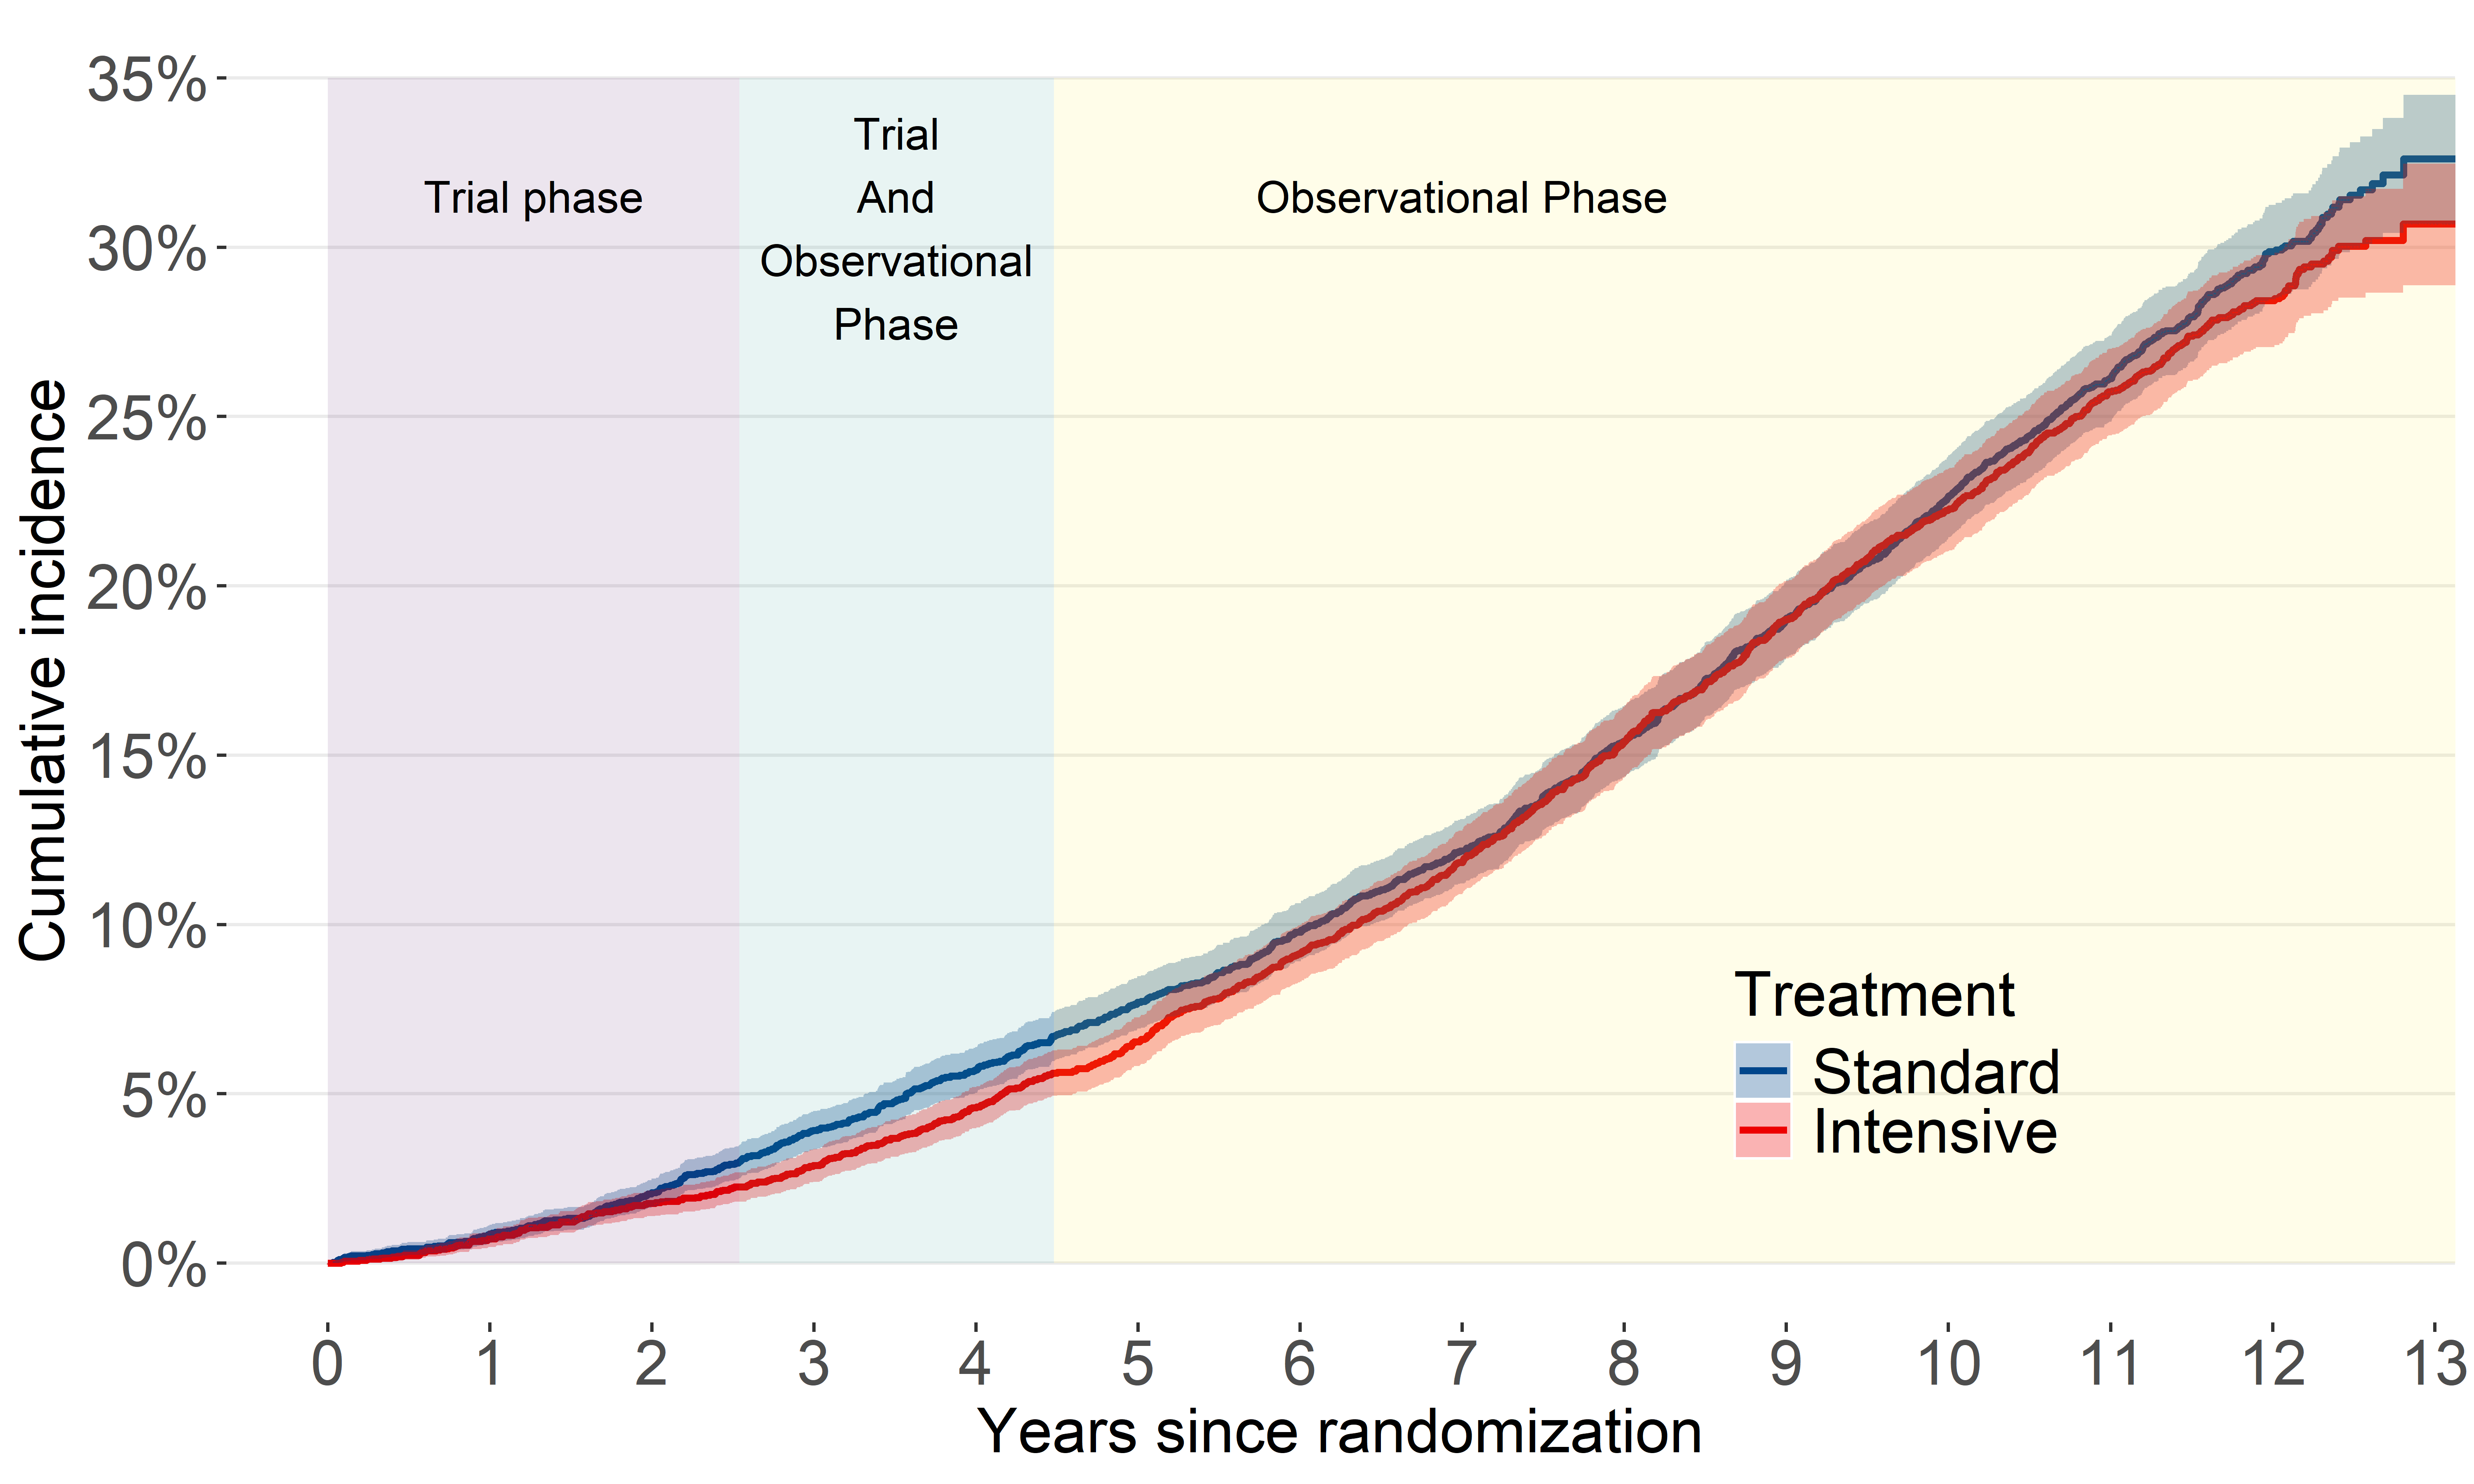 35%
30%
25%
20%
15%
10%
5%
0%
Cumulative incidence
Trial phase
Trial
And
Observational
Phase
Observational Phase
Treatment
Standard
Intensive
0 1 2 3 4 5 6 7 8 9 10 11 12 13
Years since randomization